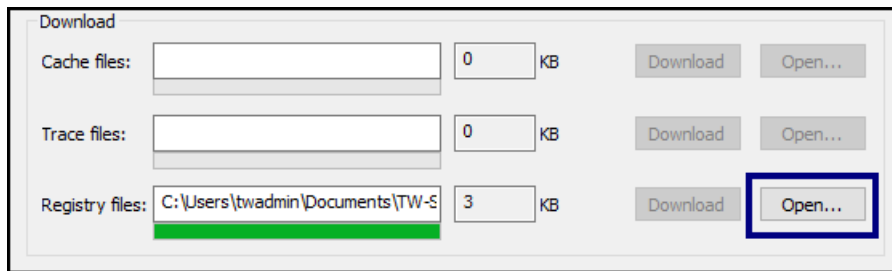 Download
Cache files: 0 KB Download Open...
Trace files: 0 KB Download Open...
Registry files: C:\Users\twadmin\Documents\TW-S 3 KB Download Open...